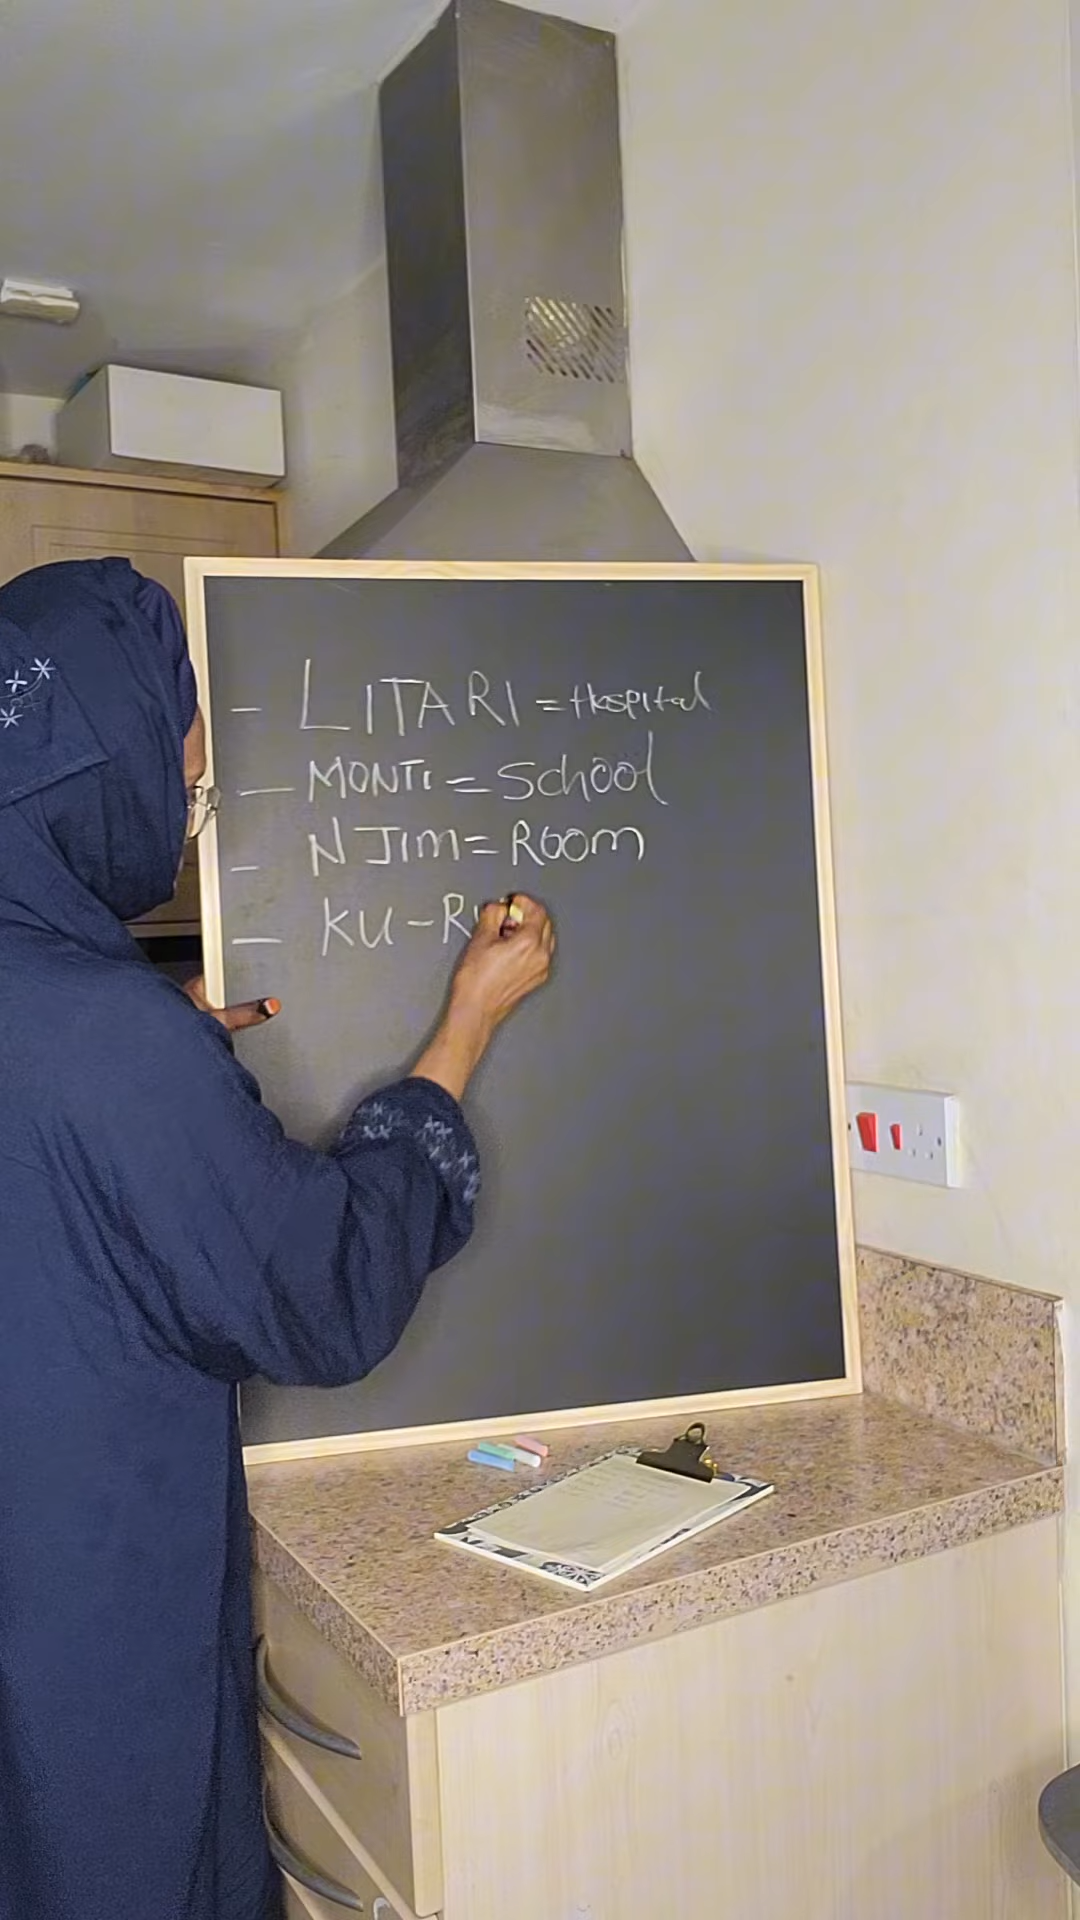 - LITARI = Hospital
- MONTI = School
- NJIM = Room
- KU-R